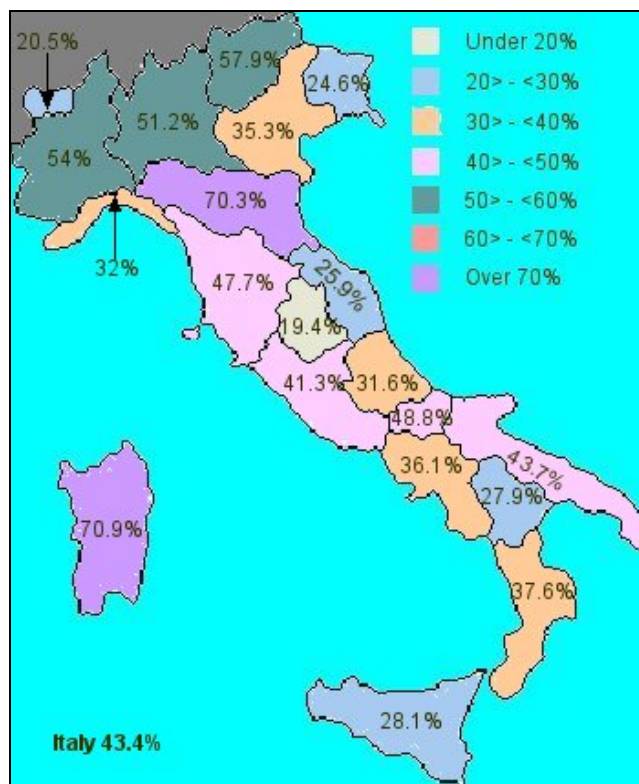 20.5%
57.9%
24.6%
51.2%
35.3%
54%
70.3%
32%
47.7%
25.9%
19.4%
41.3%
31.6%
48.8%
43.7%
36.1%
27.9%
70.9%
37.6%
28.1%
Italy 43.4%
Under 20%
20> - <30%
30> - <40%
40> - <50%
50> - <60%
60> - <70%
Over 70%